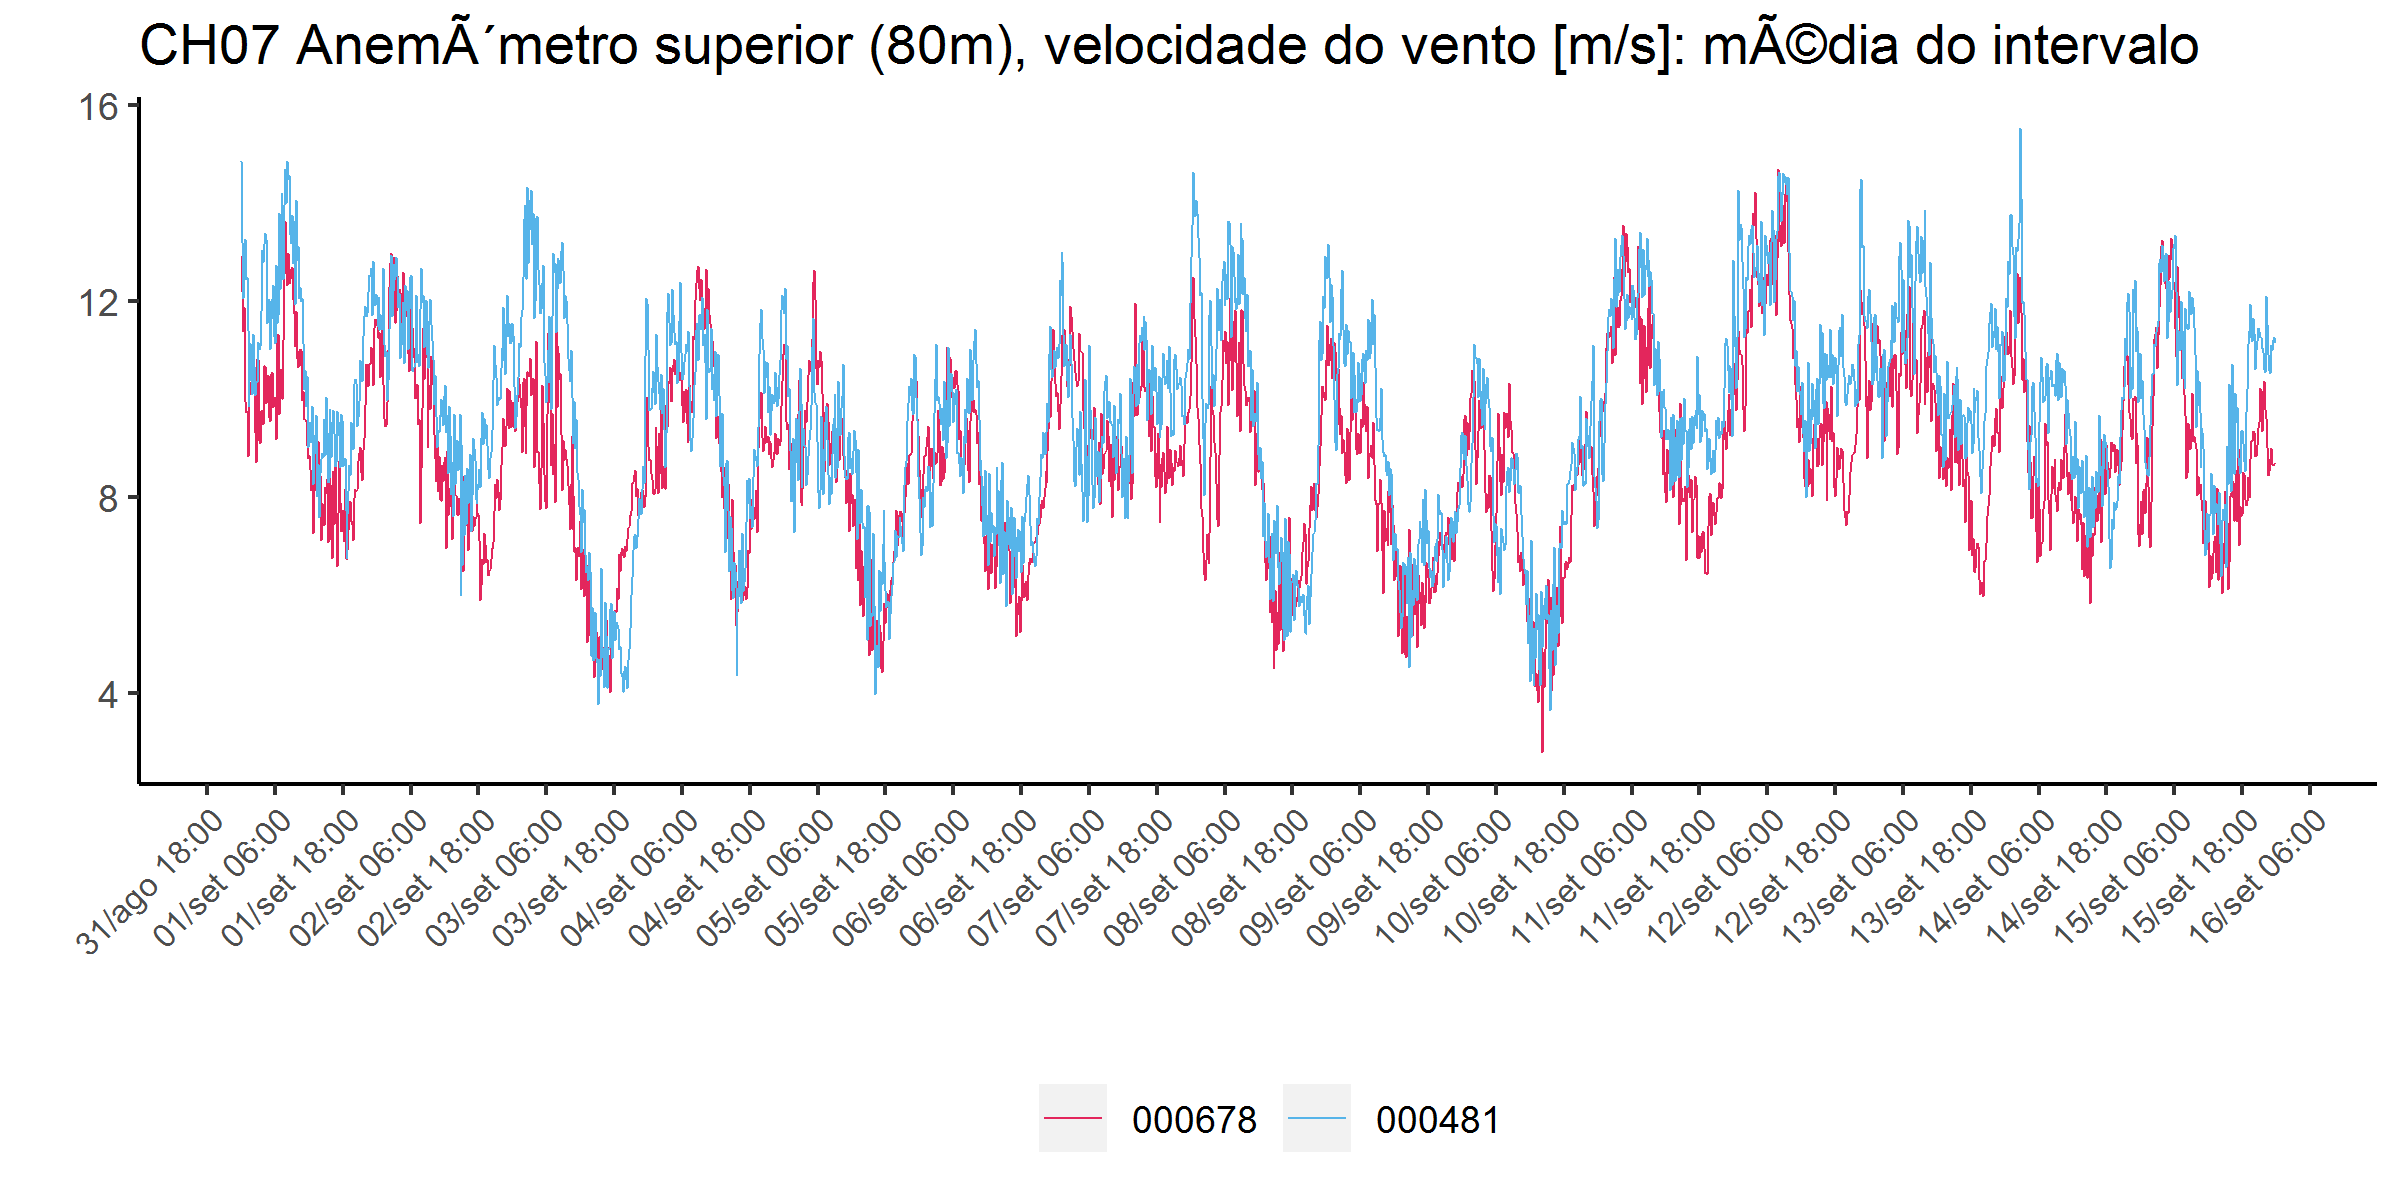 CH07 AnemÃ´metro superior (80m), velocidade do vento [m/s]: mÃ©dia do intervalo
16
12
8
4
31/ago 18:00
01/set 06:00
01/set 18:00
02/set 06:00
02/set 18:00
03/set 06:00
03/set 18:00
04/set 06:00
04/set 18:00
05/set 06:00
05/set 18:00
06/set 06:00
06/set 18:00
07/set 06:00
07/set 18:00
08/set 06:00
08/set 18:00
09/set 06:00
09/set 18:00
10/set 06:00
10/set 18:00
11/set 06:00
11/set 18:00
12/set 06:00
12/set 18:00
13/set 06:00
13/set 18:00
14/set 06:00
14/set 18:00
15/set 06:00
15/set 18:00
16/set 06:00
000678
000481